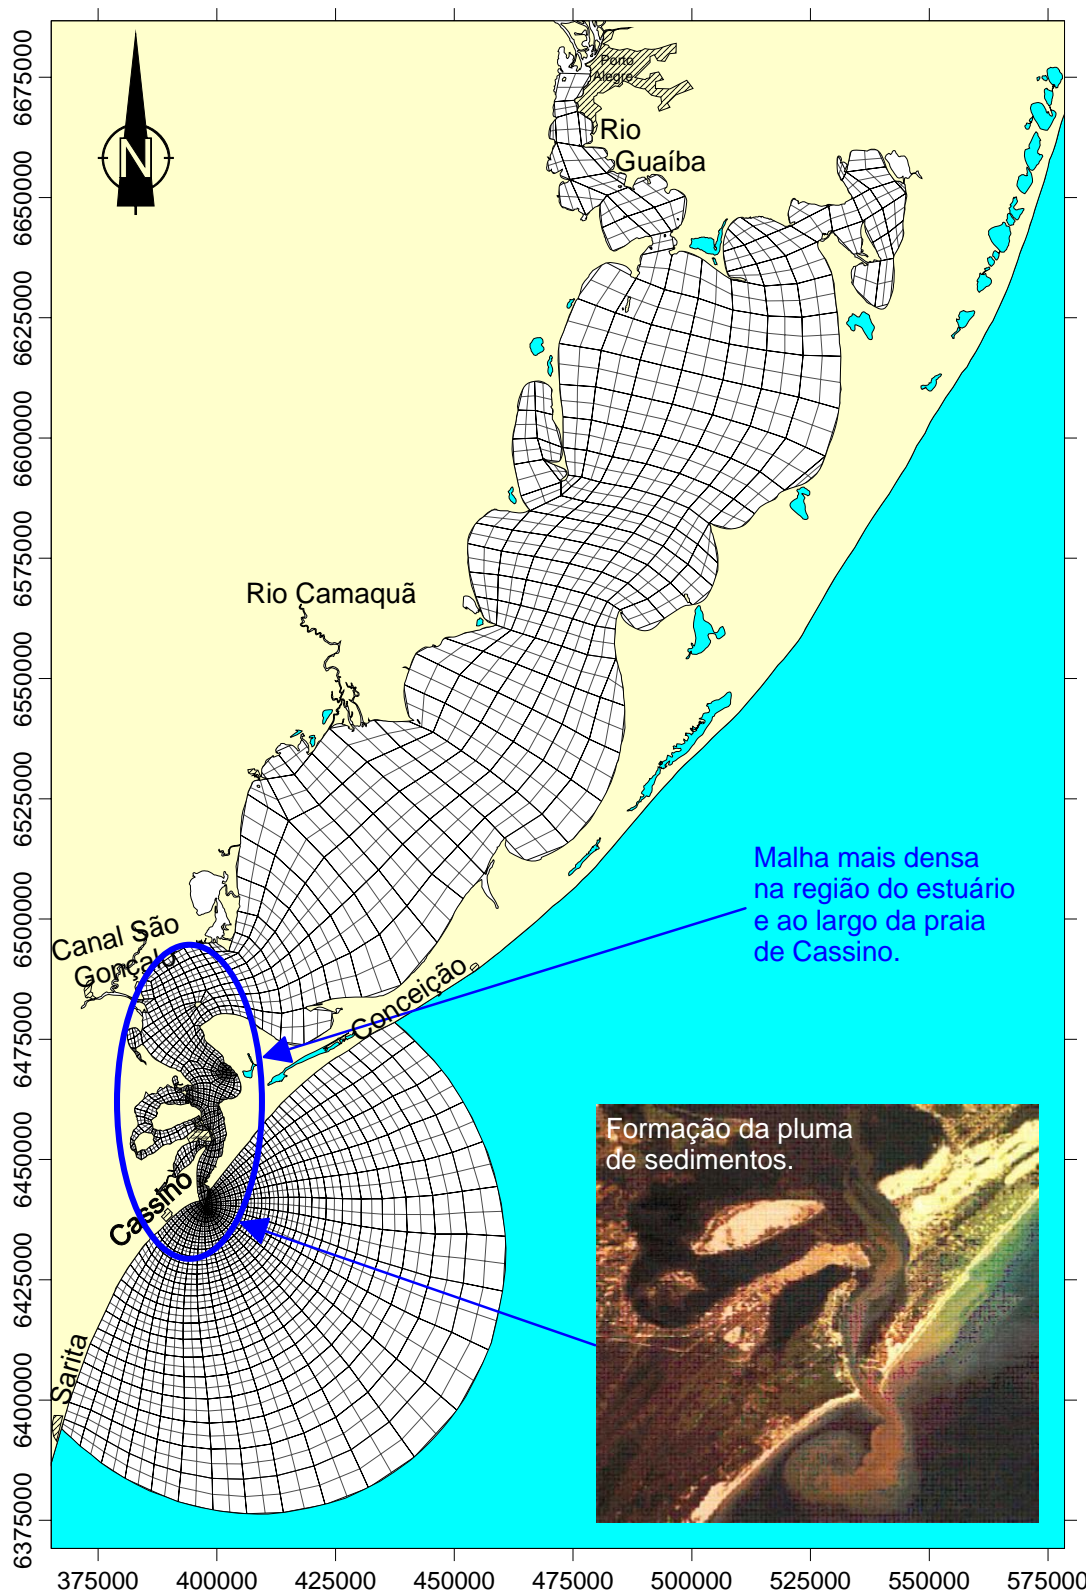 Porto
Alegre
Rio
Guaíba
N
Rio Camaquã
Malha mais densa
na região do estuário
e ao largo da praia
de Cassino.
Canal São
Gonçalo
Conceição
Cassino
Sarita
Formação da pluma
de sedimentos.
6675000
6650000
6625000
6600000
6575000
6550000
6525000
6500000
6475000
6450000
6425000
6400000
6375000
375000 400000 425000 450000 475000 500000 525000 550000 575000